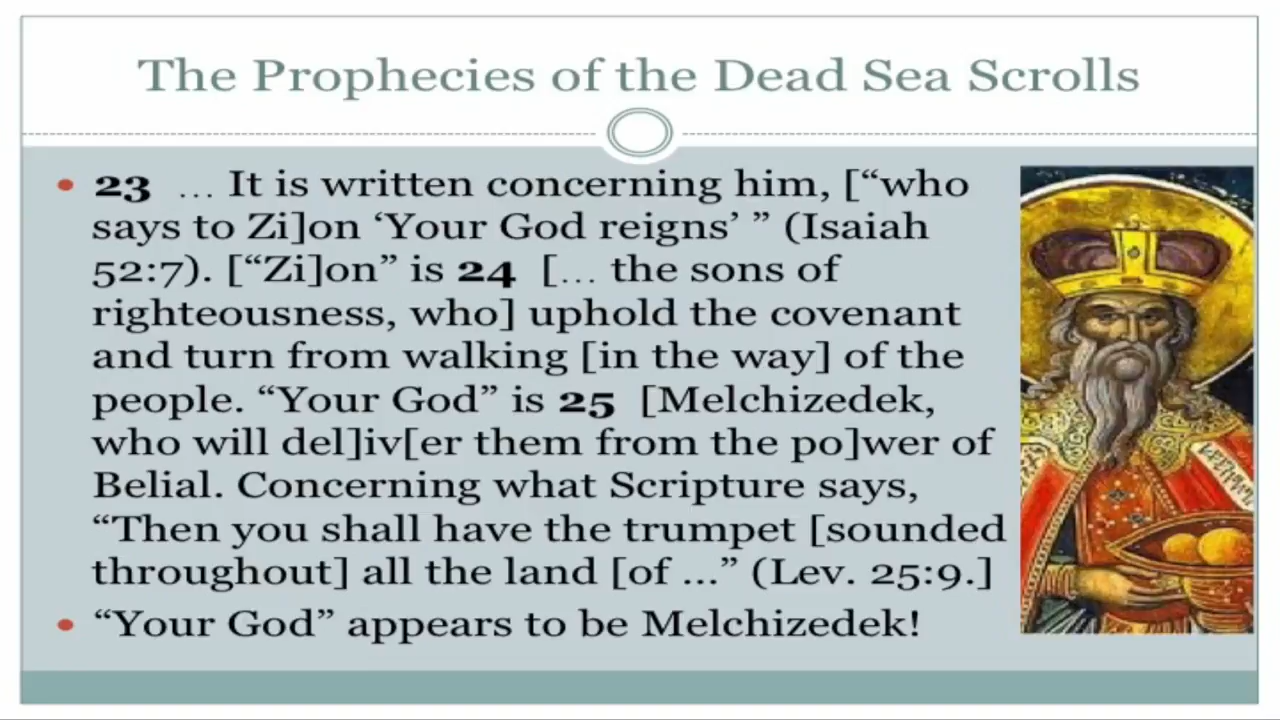 The Prophecies of the Dead Sea Scrolls
• 23 … It is written concerning him, [“who
says to Zi]on ‘Your God reigns’ ” (Isaiah
52:7). [“Zi]on” is 24 [… the sons of
righteousness, who] uphold the covenant
and turn from walking [in the way] of the
people. “Your God” is 25 [Melchizedek,
who will del]iv[er them from the po]wer of
Belial. Concerning what Scripture says,
“Then you shall have the trumpet [sounded
throughout] all the land [of …” (Lev. 25:9.]
• “Your God” appears to be Melchizedek!